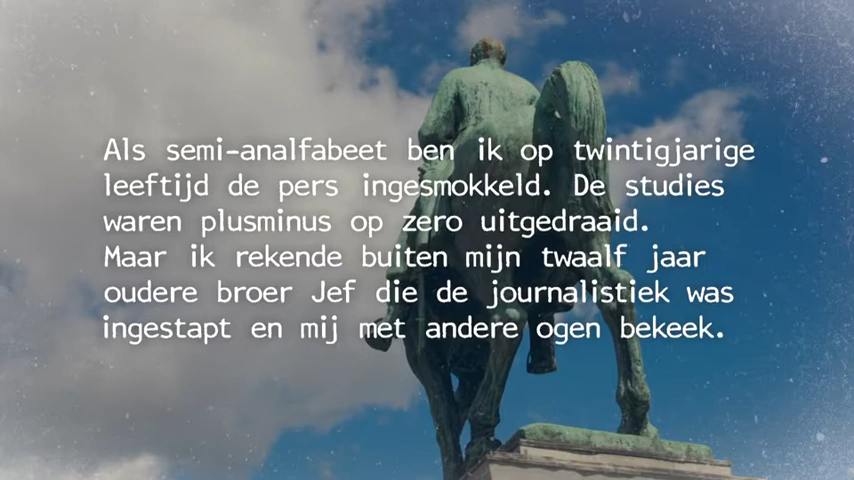 Als semi-analfabeet ben ik op twintigjarige
leeftijd de pers ingesmokkeld. De studies
waren plusminus op zero uitgedraaid.
Maar ik rekende buiten mijn twaalf jaar
oudere broer Jef die de journalistiek was
ingestapt en mij met andere ogen bekeek.